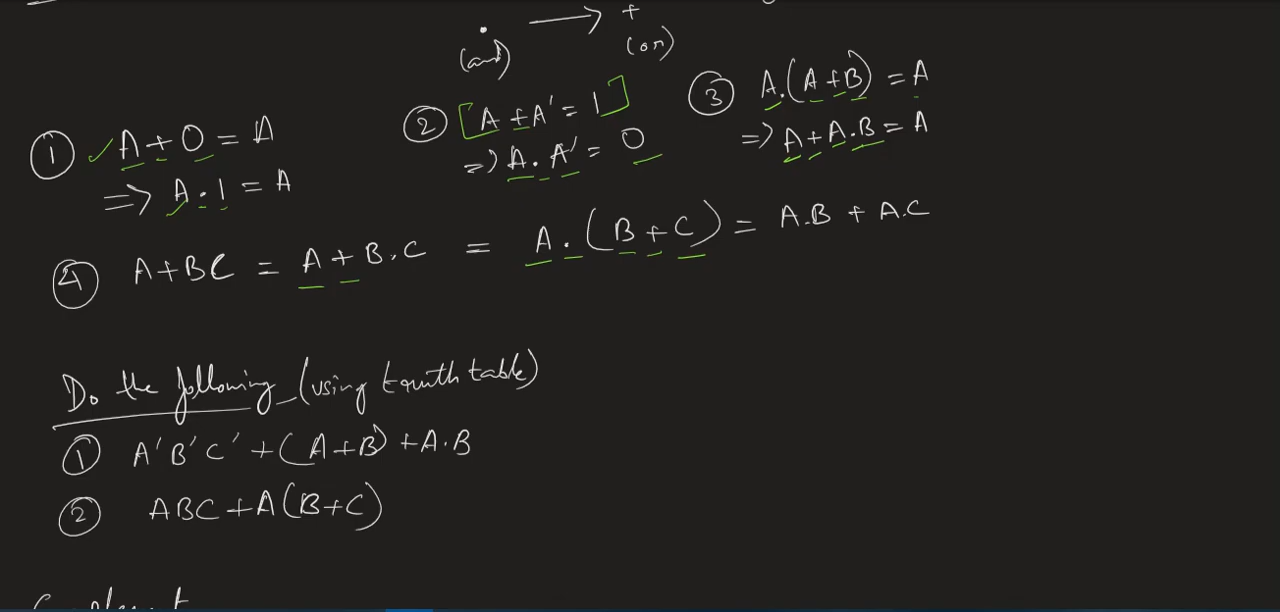 . ⟶ +
(and) (or)
① ✓ A + 0 = A
⇒ A . 1 = A
② [A + A' = 1]
⇒ A . A' = 0
③ A.(A+B) = A
⇒ A + A.B = A
④ A+BC = A + B.C = A . (B + C) = A.B + A.C
Do the following (using truth table)
① A'B'C' + (A+B) + A.B
② ABC + A(B+C)